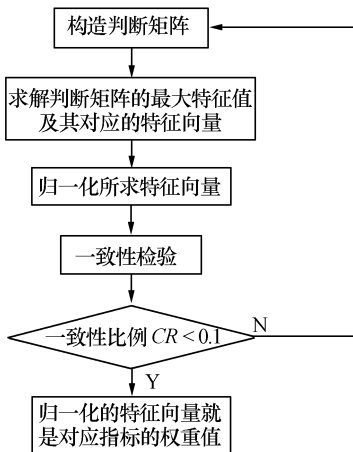 构造判断矩阵
求解判断矩阵的最大特征值
及其对应的特征向量
归一化所求特征向量
一致性检验
一致性比例 CR < 0.1
N
Y
归一化的特征向量就
是对应指标的权重值